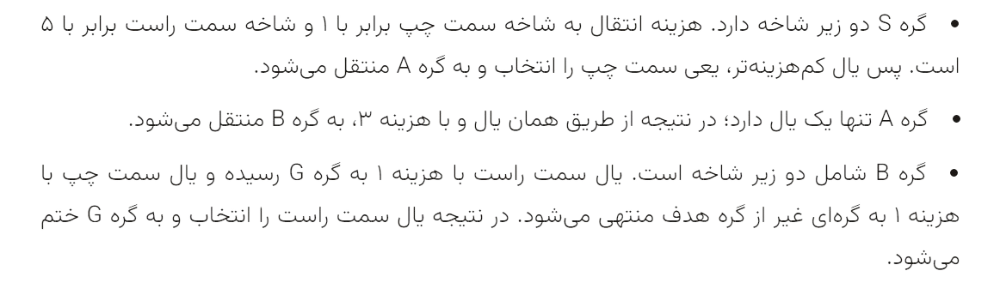 • گره S دو زیر شاخه دارد. هزینه انتقال به شاخه سمت چپ برابر با ۱ و شاخه سمت راست برابر با ۵
است. پس یال کم‌هزینه‌تر، یعی سمت چپ را انتخاب و به گره A منتقل می‌شود.
• گره A تنها یک یال دارد؛ در نتیجه از طریق همان یال و با هزینه ۳، به گره B منتقل می‌شود.
• گره B شامل دو زیر شاخه است. یال سمت راست با هزینه ۱ به گره G رسیده و یال سمت چپ با
هزینه ۱ به گره‌ای غیر از گره هدف منتهی می‌شود. در نتیجه یال سمت راست را انتخاب و به گره G ختم
می‌شود.